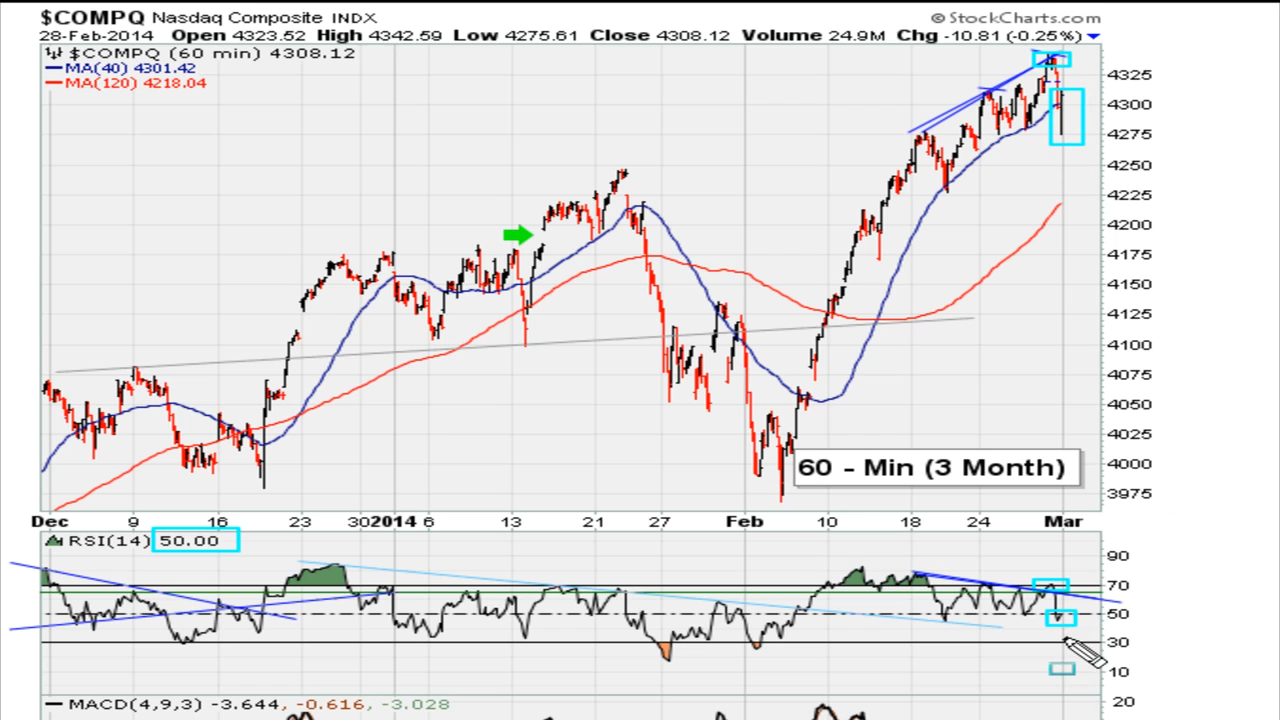 $COMPQ Nasdaq Composite INDX ©StockCharts.com
28-Feb-2014 Open 4323.52 High 4342.59 Low 4275.61 Close 4308.12 Volume 24.9M Chg -10.81 (-0.25%)
$COMPQ (60 min) 4308.12
MA(40) 4301.42
MA(120) 4218.04
4325
4300
4275
4250
4225
4200
4175
4150
4125
4100
4075
4050
4025
4000
3975
60 - Min (3 Month)
Dec 9 16 23 30 2014 6 13 21 27 Feb 10 18 24 Mar
RSI(14) 50.00
90
70
50
30
10
MACD(4,9,3) -3.644, -0.616, -3.028
20